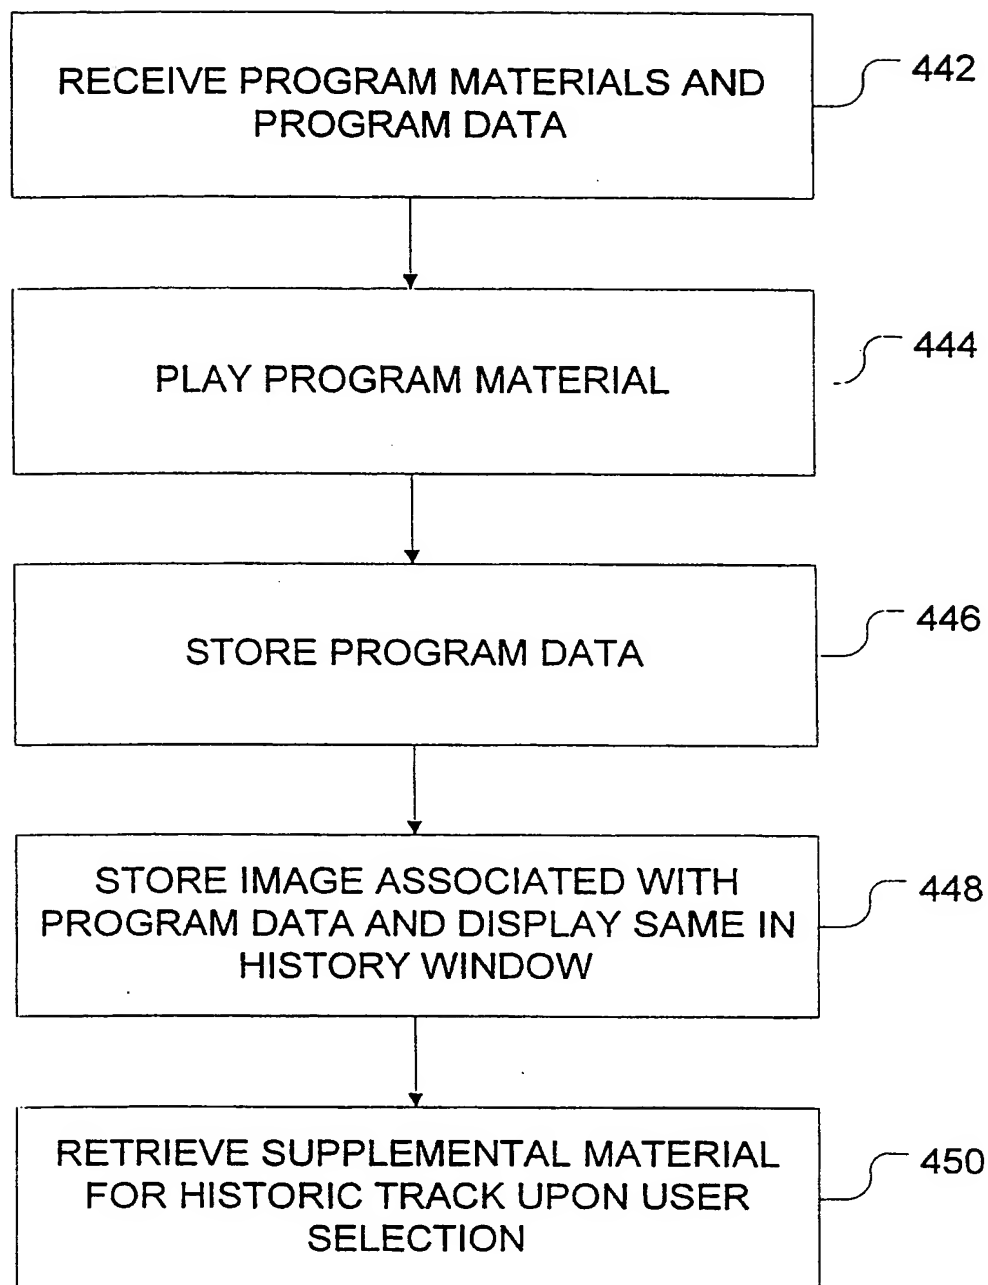 RECEIVE PROGRAM MATERIALS AND
PROGRAM DATA
442
PLAY PROGRAM MATERIAL
444
STORE PROGRAM DATA
446
STORE IMAGE ASSOCIATED WITH
PROGRAM DATA AND DISPLAY SAME IN
HISTORY WINDOW
448
RETRIEVE SUPPLEMENTAL MATERIAL
FOR HISTORIC TRACK UPON USER
SELECTION
450